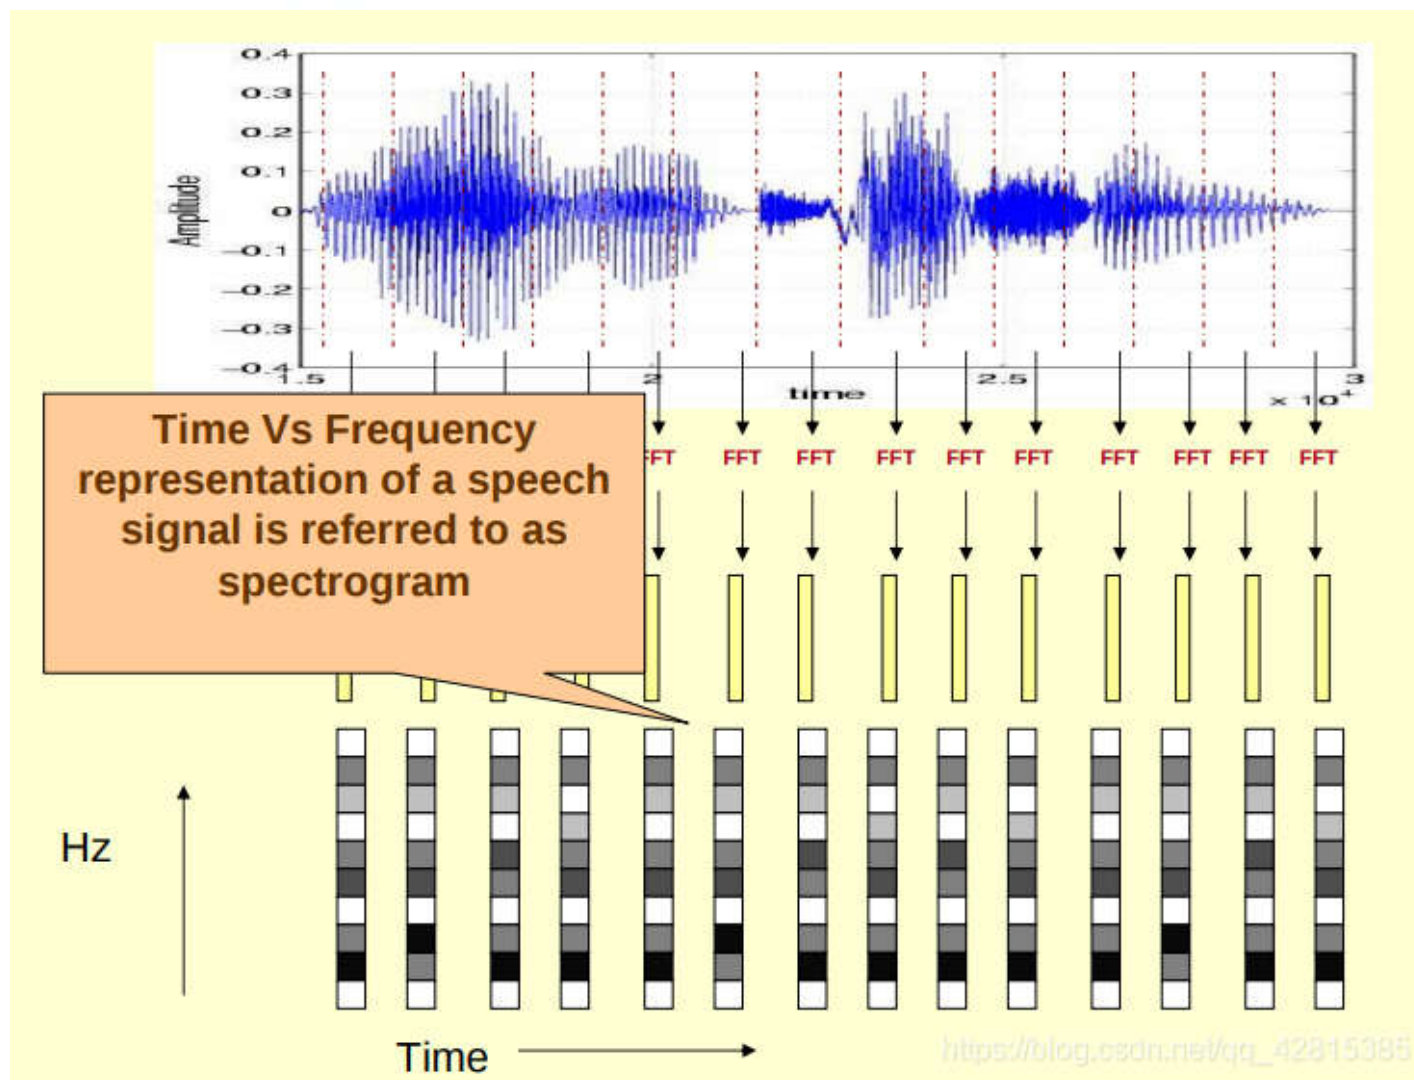 0.4
0.3
0.2
0.1
0
−0.1
−0.2
−0.3
−0.4
Amplitude
1.5 2 2.5 3
time
x 10⁴
Time Vs Frequency
representation of a speech
signal is referred to as
spectrogram
FFT FFT FFT FFT FFT FFT FFT FFT FFT FFT
Hz
Time
https://blog.csdn.net/qq_42815385